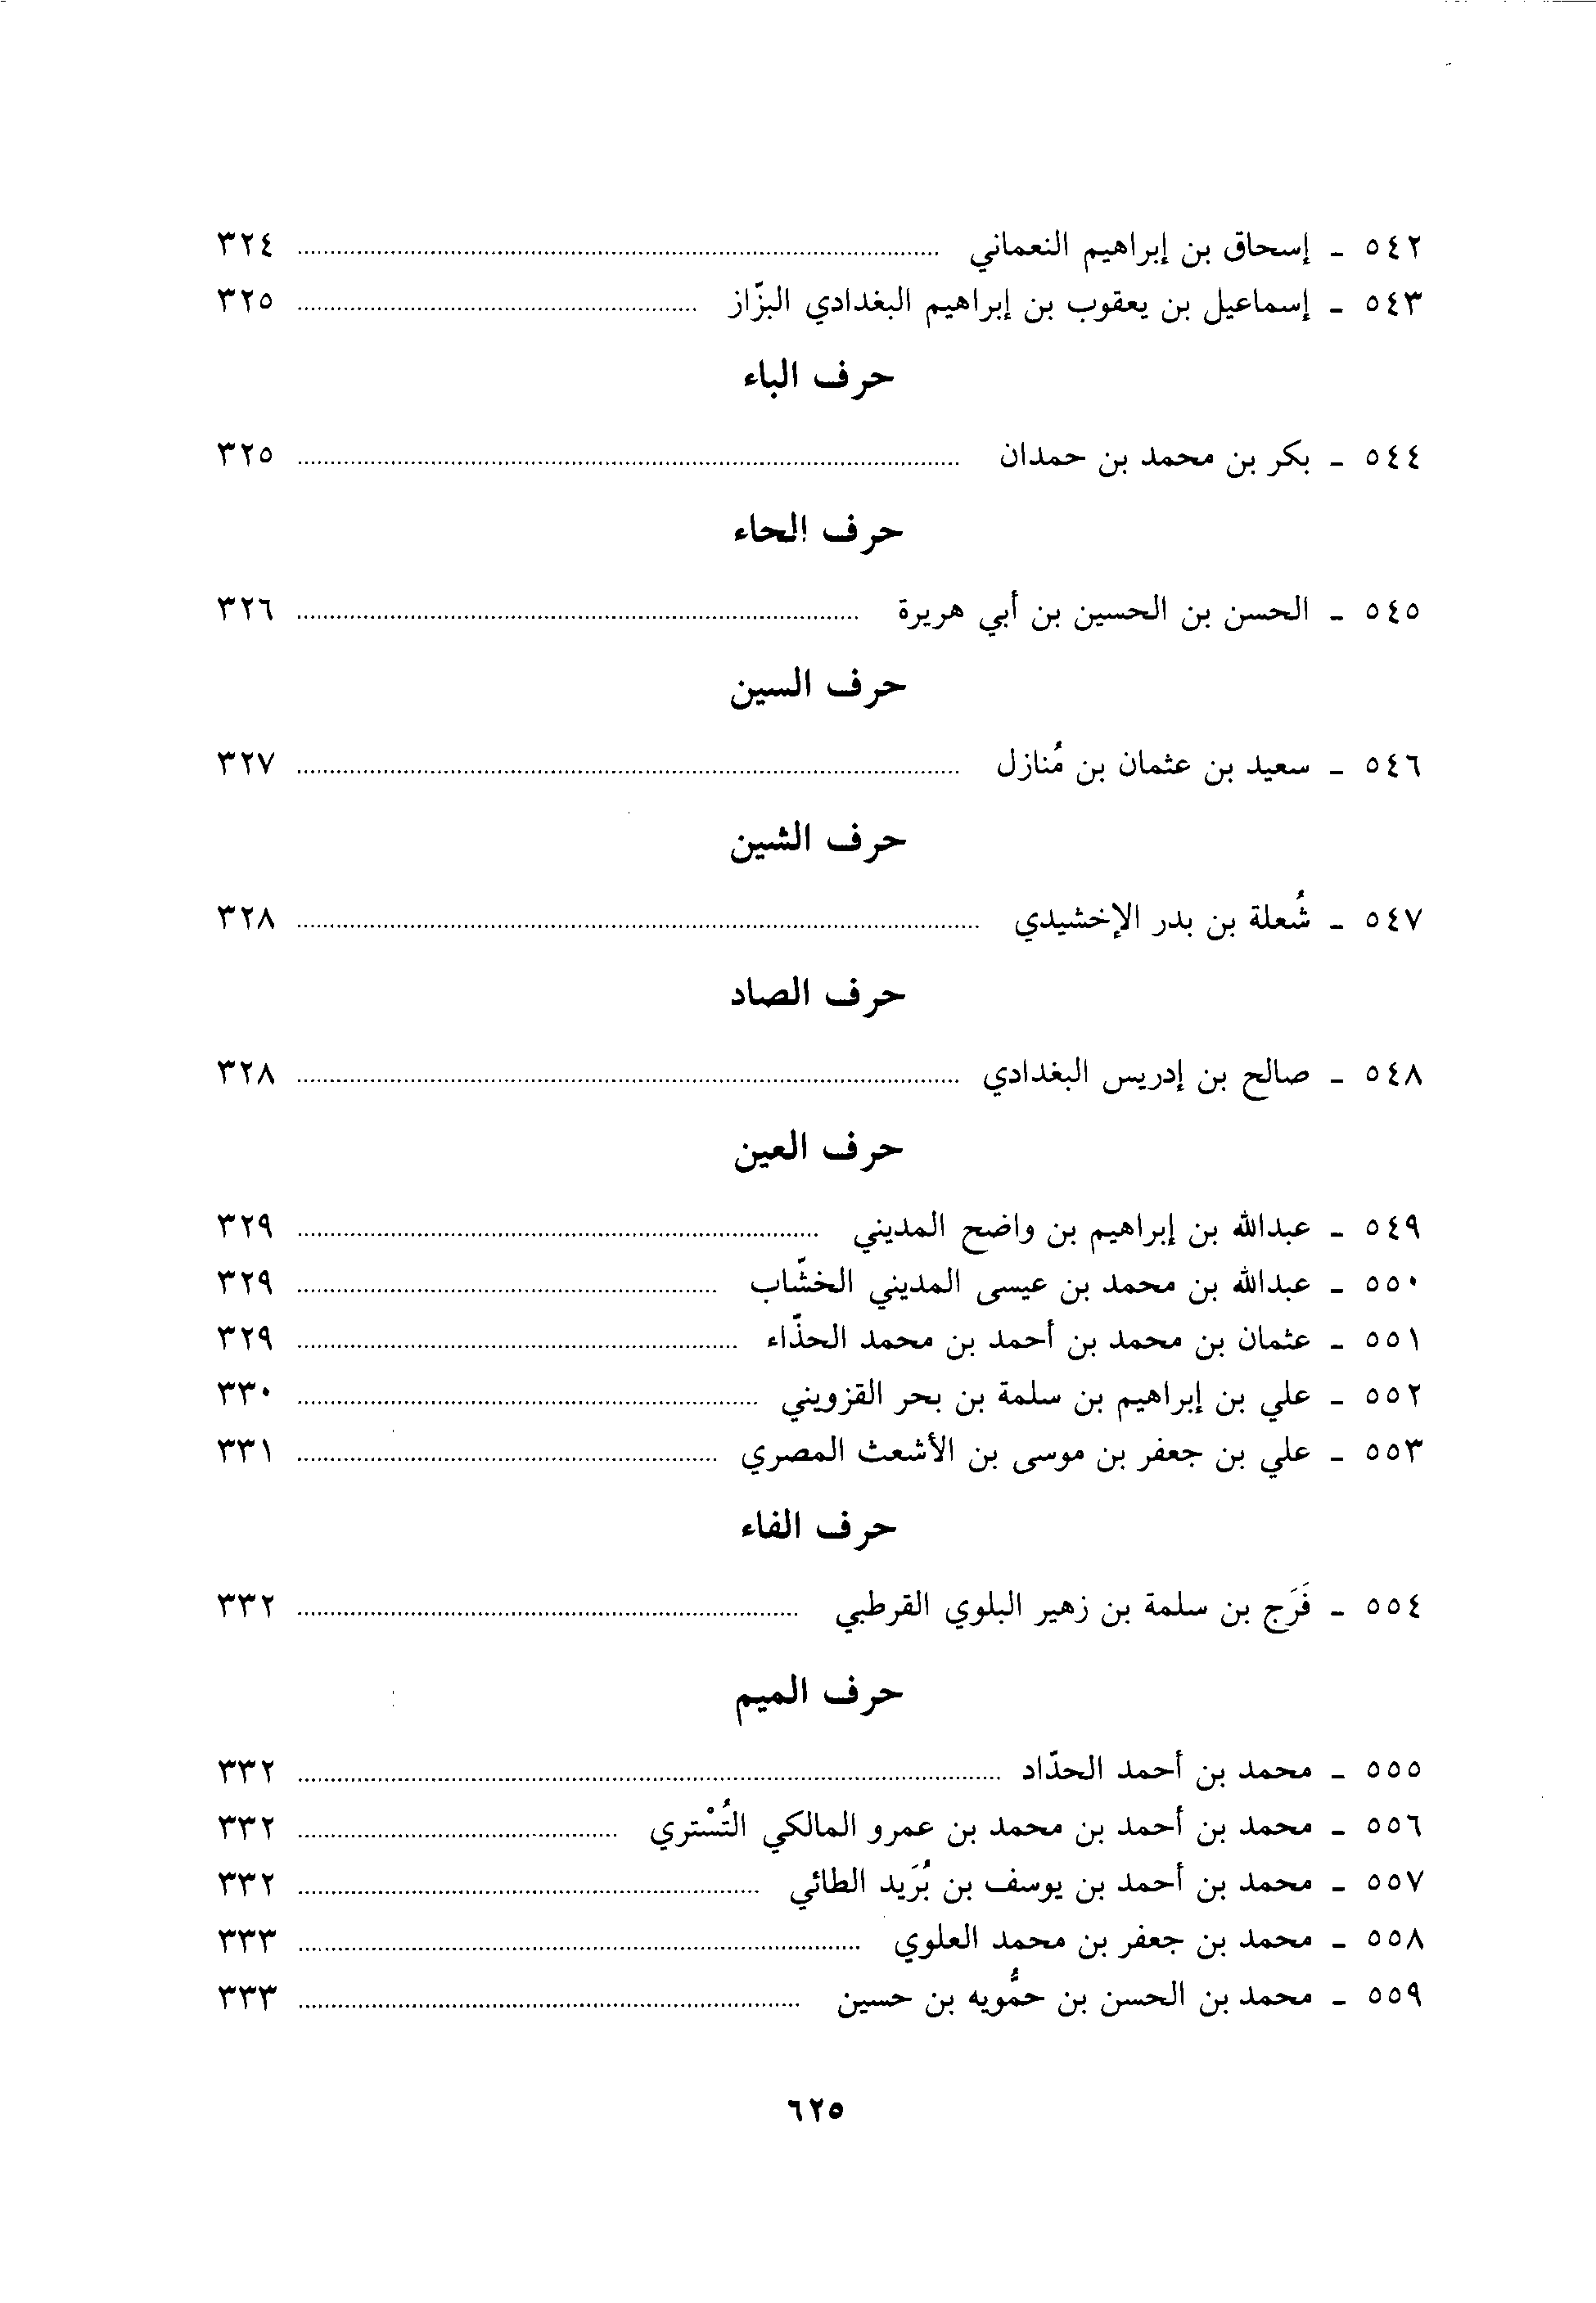 ٥٤٢ - إسحاق بن إبراهيم النعماني ........ ٣٢٤
٥٤٣ - إسماعيل بن يعقوب بن إبراهيم البغدادي البزّاز ........ ٣٢٥
حرف الباء
٥٤٤ - بكر بن محمد بن حمدان ........ ٣٢٥
حرف الحاء
٥٤٥ - الحسن بن الحسين بن أبي هريرة ........ ٣٢٦
حرف السين
٥٤٦ - سعيد بن عثمان بن مُنازل ........ ٣٢٧
حرف الشين
٥٤٧ - شُعلة بن بدر الإخشيدي ........ ٣٢٨
حرف الصاد
٥٤٨ - صالح بن إدريس البغدادي ........ ٣٢٨
حرف العين
٥٤٩ - عبدالله بن إبراهيم بن واضح المديني ........ ٣٢٩
٥٥٠ - عبدالله بن محمد بن عيسى المديني الخشّاب ........ ٣٢٩
٥٥١ - عثمان بن محمد بن أحمد بن محمد الحذّاء ........ ٣٢٩
٥٥٢ - علي بن إبراهيم بن سلمة بن بحر القزويني ........ ٣٣٠
٥٥٣ - علي بن جعفر بن موسى بن الأشعث المصري ........ ٣٣١
حرف الفاء
٥٥٤ - فَرَج بن سلمة بن زهير البلوي القرطبي ........ ٣٣٢
حرف الميم
٥٥٥ - محمد بن أحمد الحدّاد ........ ٣٣٢
٥٥٦ - محمد بن أحمد بن محمد بن عمرو المالكي التُسْتري ........ ٣٣٢
٥٥٧ - محمد بن أحمد بن يوسف بن بُرَيد الطائي ........ ٣٣٢
٥٥٨ - محمد بن جعفر بن محمد العلوي ........ ٣٣٣
٥٥٩ - محمد بن الحسن بن حمُّويه بن حسين ........ ٣٣٣
٦٢٥